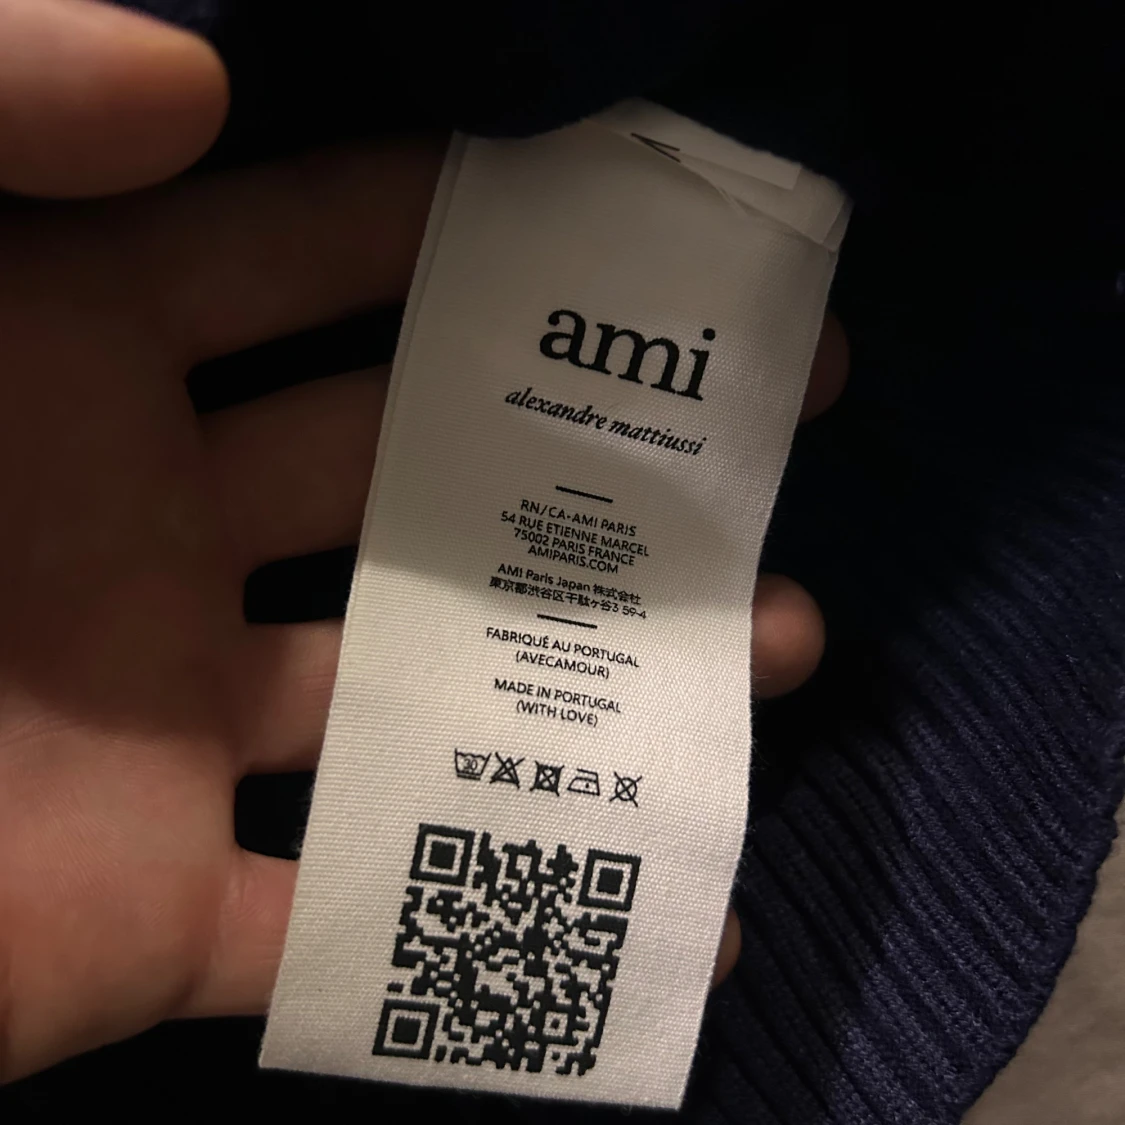 ami
alexandre mattiussi
RN/CA-AMI PARIS
54 RUE ETIENNE MARCEL
75002 PARIS FRANCE
AMIPARIS.COM
AMI Paris Japan 株式会社
東京都渋谷区千駄ヶ谷3 59-4
FABRIQUÉ AU PORTUGAL
(AVECAMOUR)
MADE IN PORTUGAL
(WITH LOVE)
30